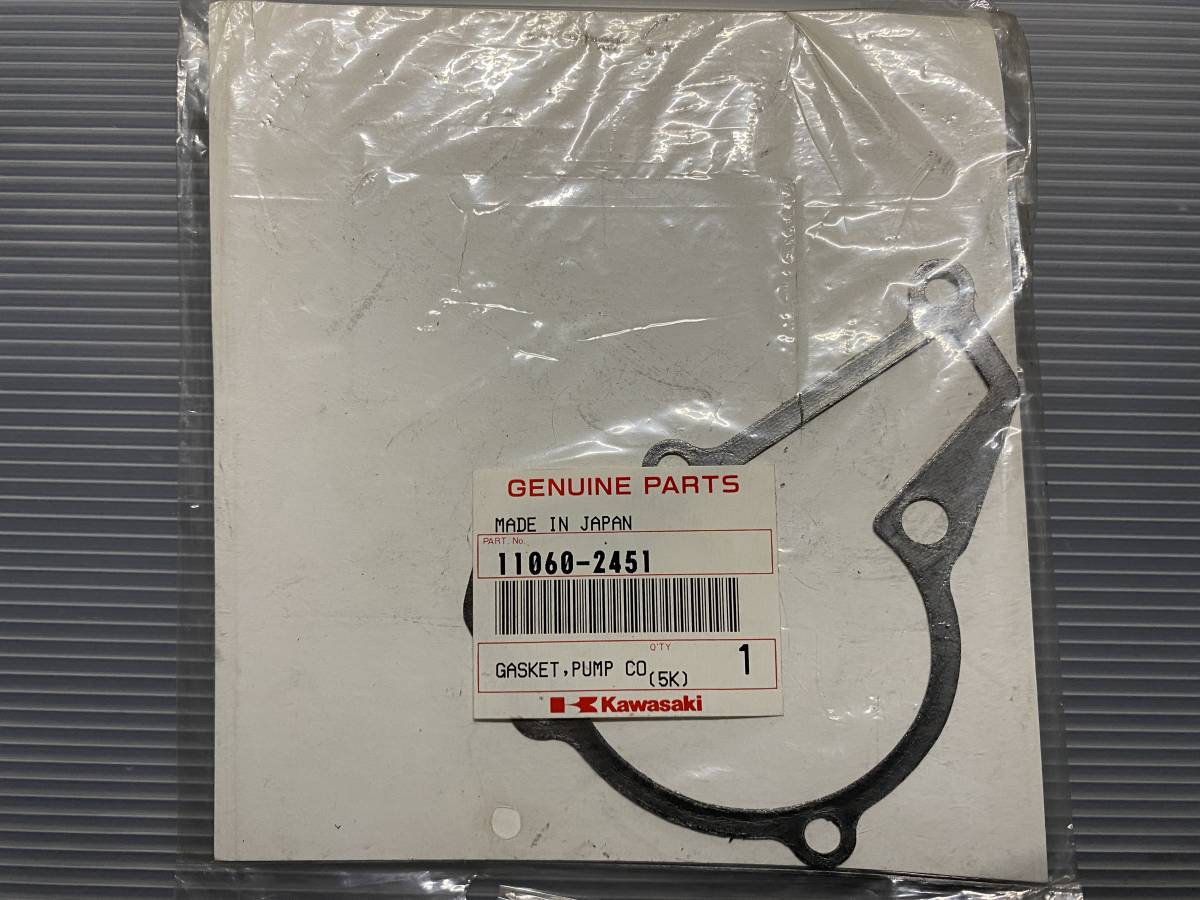 GENUINE PARTS
MADE IN JAPAN
PART. No.
11060-2451
Q'TY
GASKET,PUMP CO(5K) 1
Kawasaki